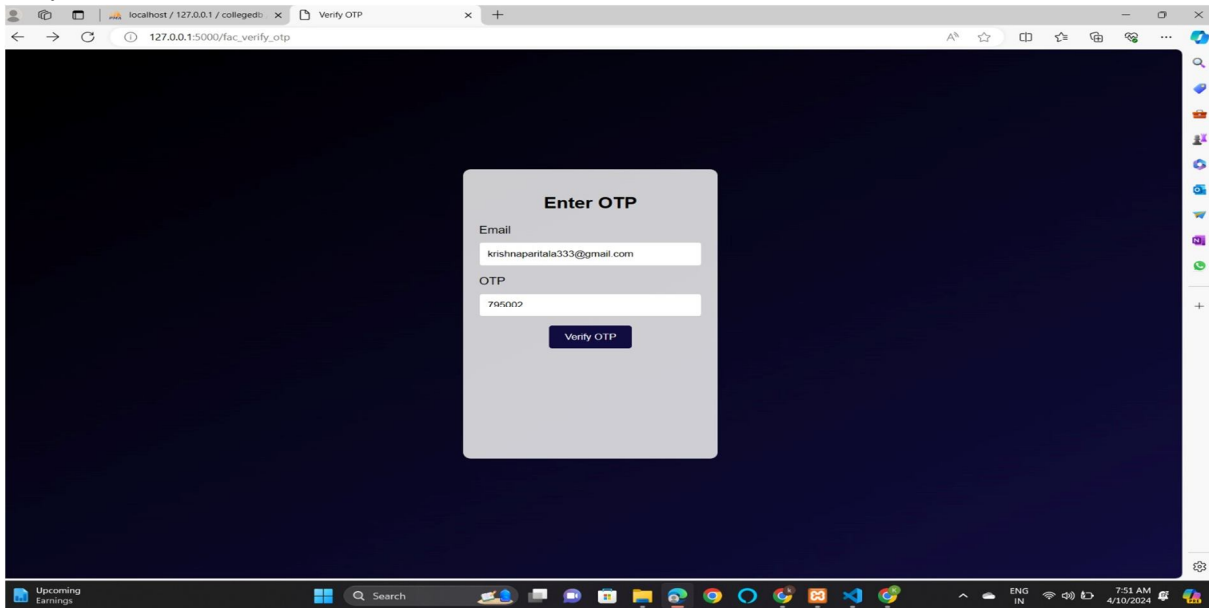 localhost / 127.0.0.1 / collegedb
Verify OTP
127.0.0.1:5000/fac_verify_otp
Enter OTP
Email
krishnaparitala333@gmail.com
OTP
795002
Verify OTP
Upcoming
Earnings
Search
ENG
IN
7:51 AM
4/10/2024